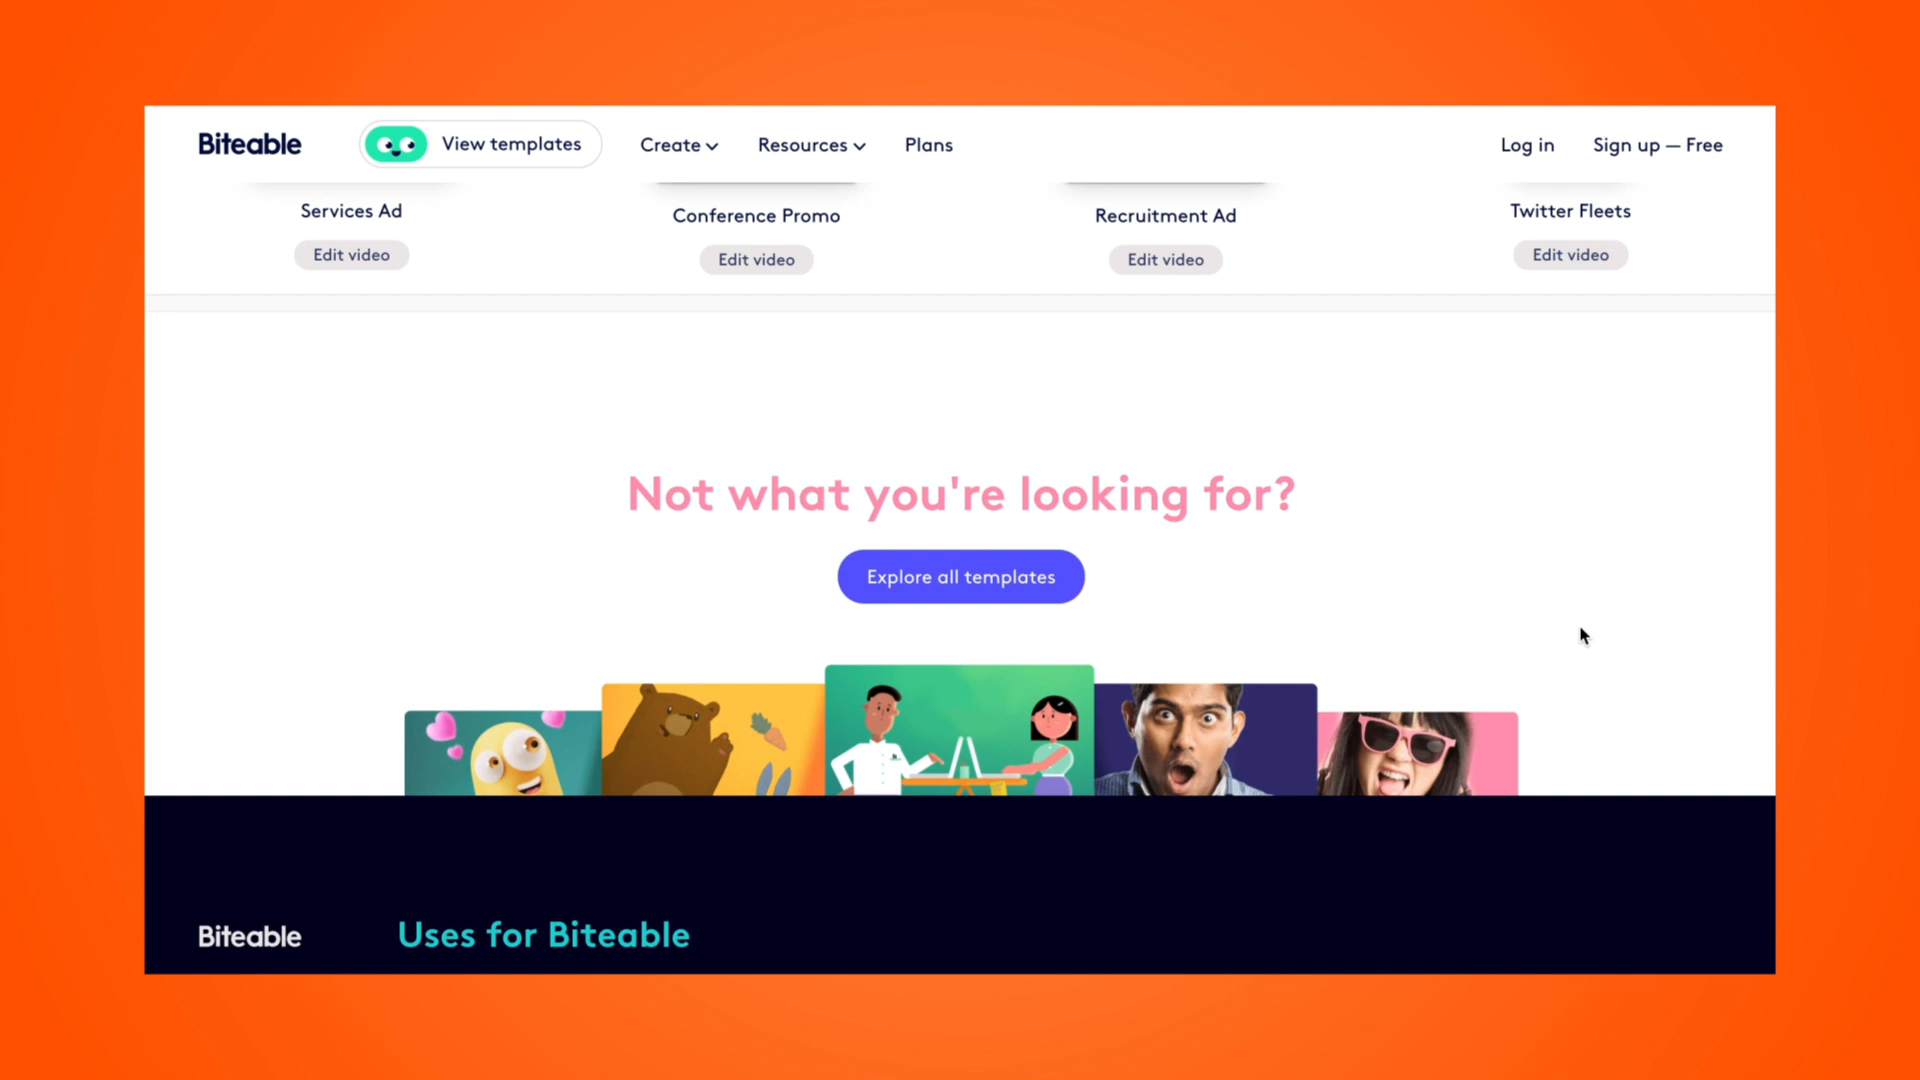 Biteable View templates Create Resources Plans Log in Sign up — Free
Services Ad Conference Promo Recruitment Ad Twitter Fleets
Edit video Edit video Edit video Edit video
Not what you're looking for?
Explore all templates
Biteable Uses for Biteable